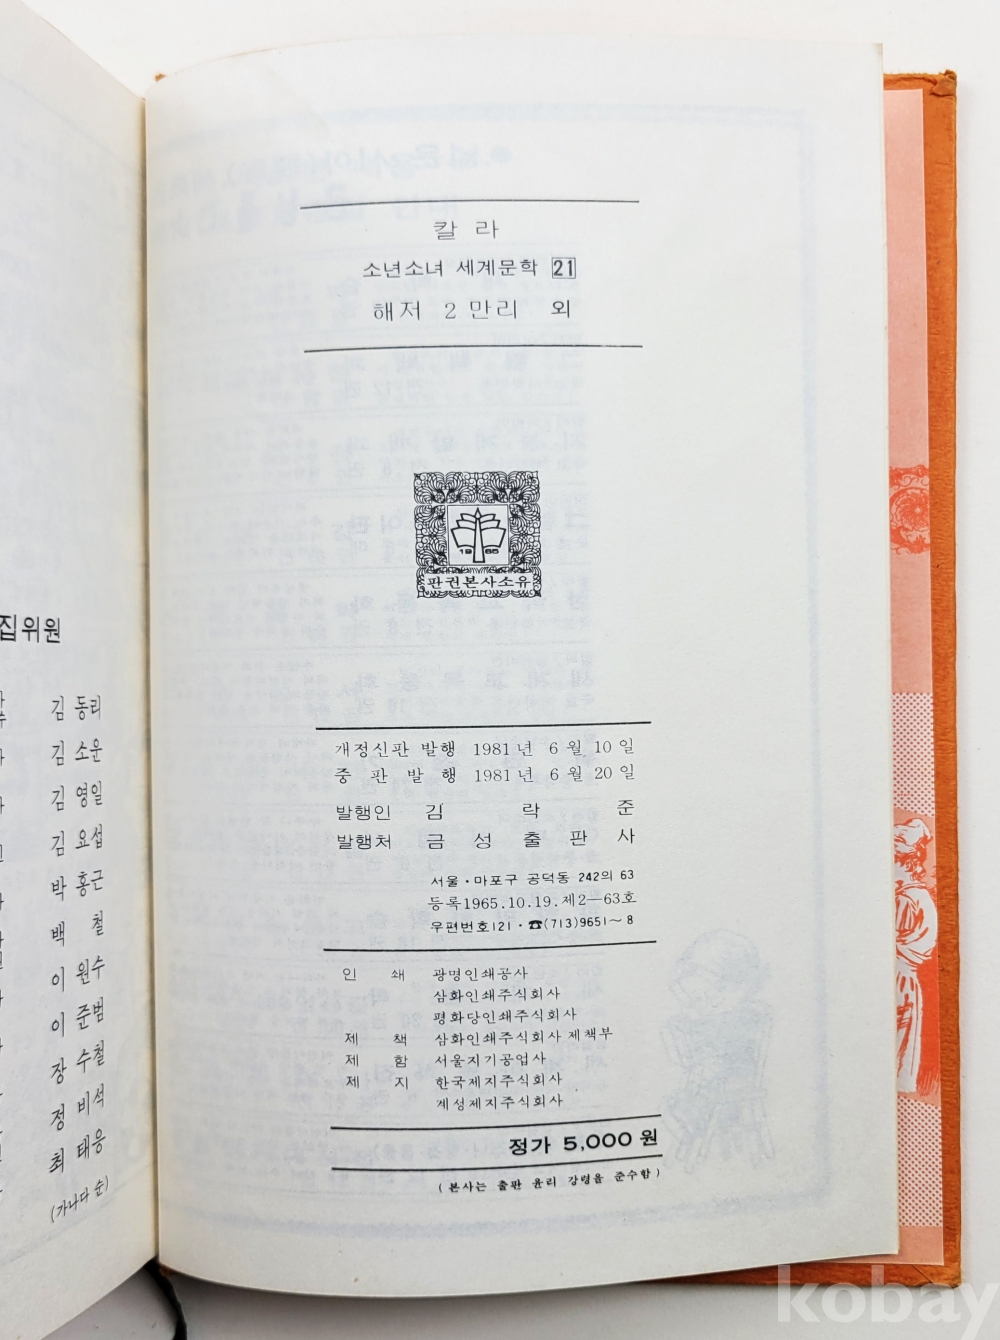 집위원
김 동리
김 소운
김 영일
김 요섭
박 홍근
백 철
이 원수
이 준범
장 수철
정 비석
최 태응
(가나다 순)
칼 라
소년소녀 세계문학 21
해저 2 만리 외
1965
판권본사소유
개정신판 발행 1981 년 6 월 10 일
중 판 발 행 1981 년 6 월 20 일
발행인 김 락 준
발행처 금 성 출 판 사
서울 · 마포구 공덕동 242의 63
등록 1965. 10. 19. 제2—63호
우편번호 121 · ☎(713)9651～8
인 쇄 광명인쇄공사
삼화인쇄주식회사
평화당인쇄주식회사
제 책 삼화인쇄주식회사 제책부
제 함 서울지기공업사
제 지 한국제지주식회사
계성제지주식회사
정가 5,000 원
( 본사는 출판 윤리 강령을 준수함 )
kobay